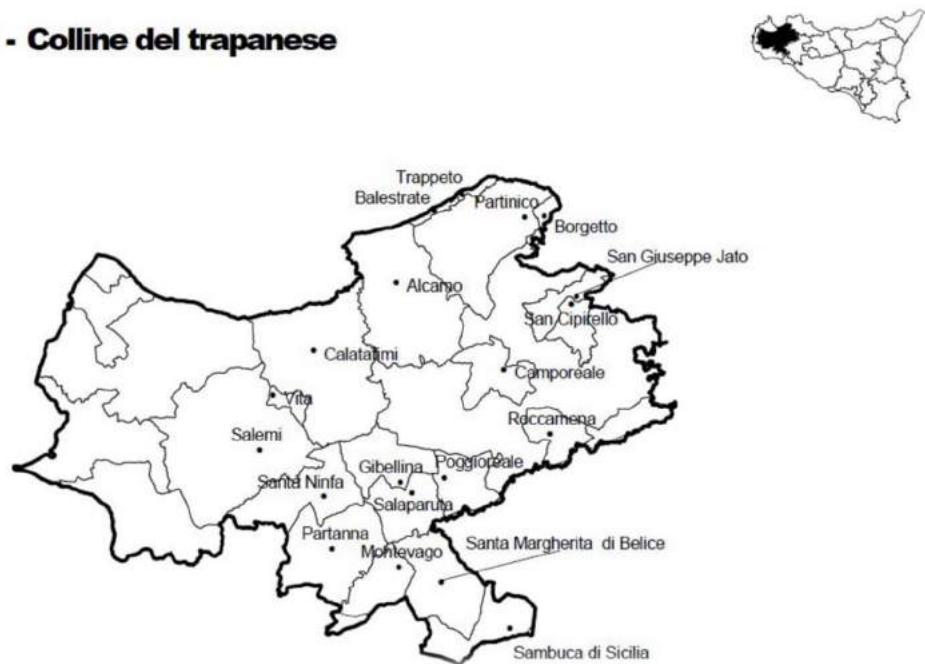 - Colline del trapanese
Trappeto
Balestrate
Partinico
Borgetto
San Giuseppe Jato
Alcamo
San Cipirello
Calatafimi
Camporeale
Vita
Roccamena
Salemi
Gibellina
Poggioreale
Santa Ninfa
Salaparuta
Partanna
Santa Margherita di Belice
Montevago
Sambuca di Sicilia